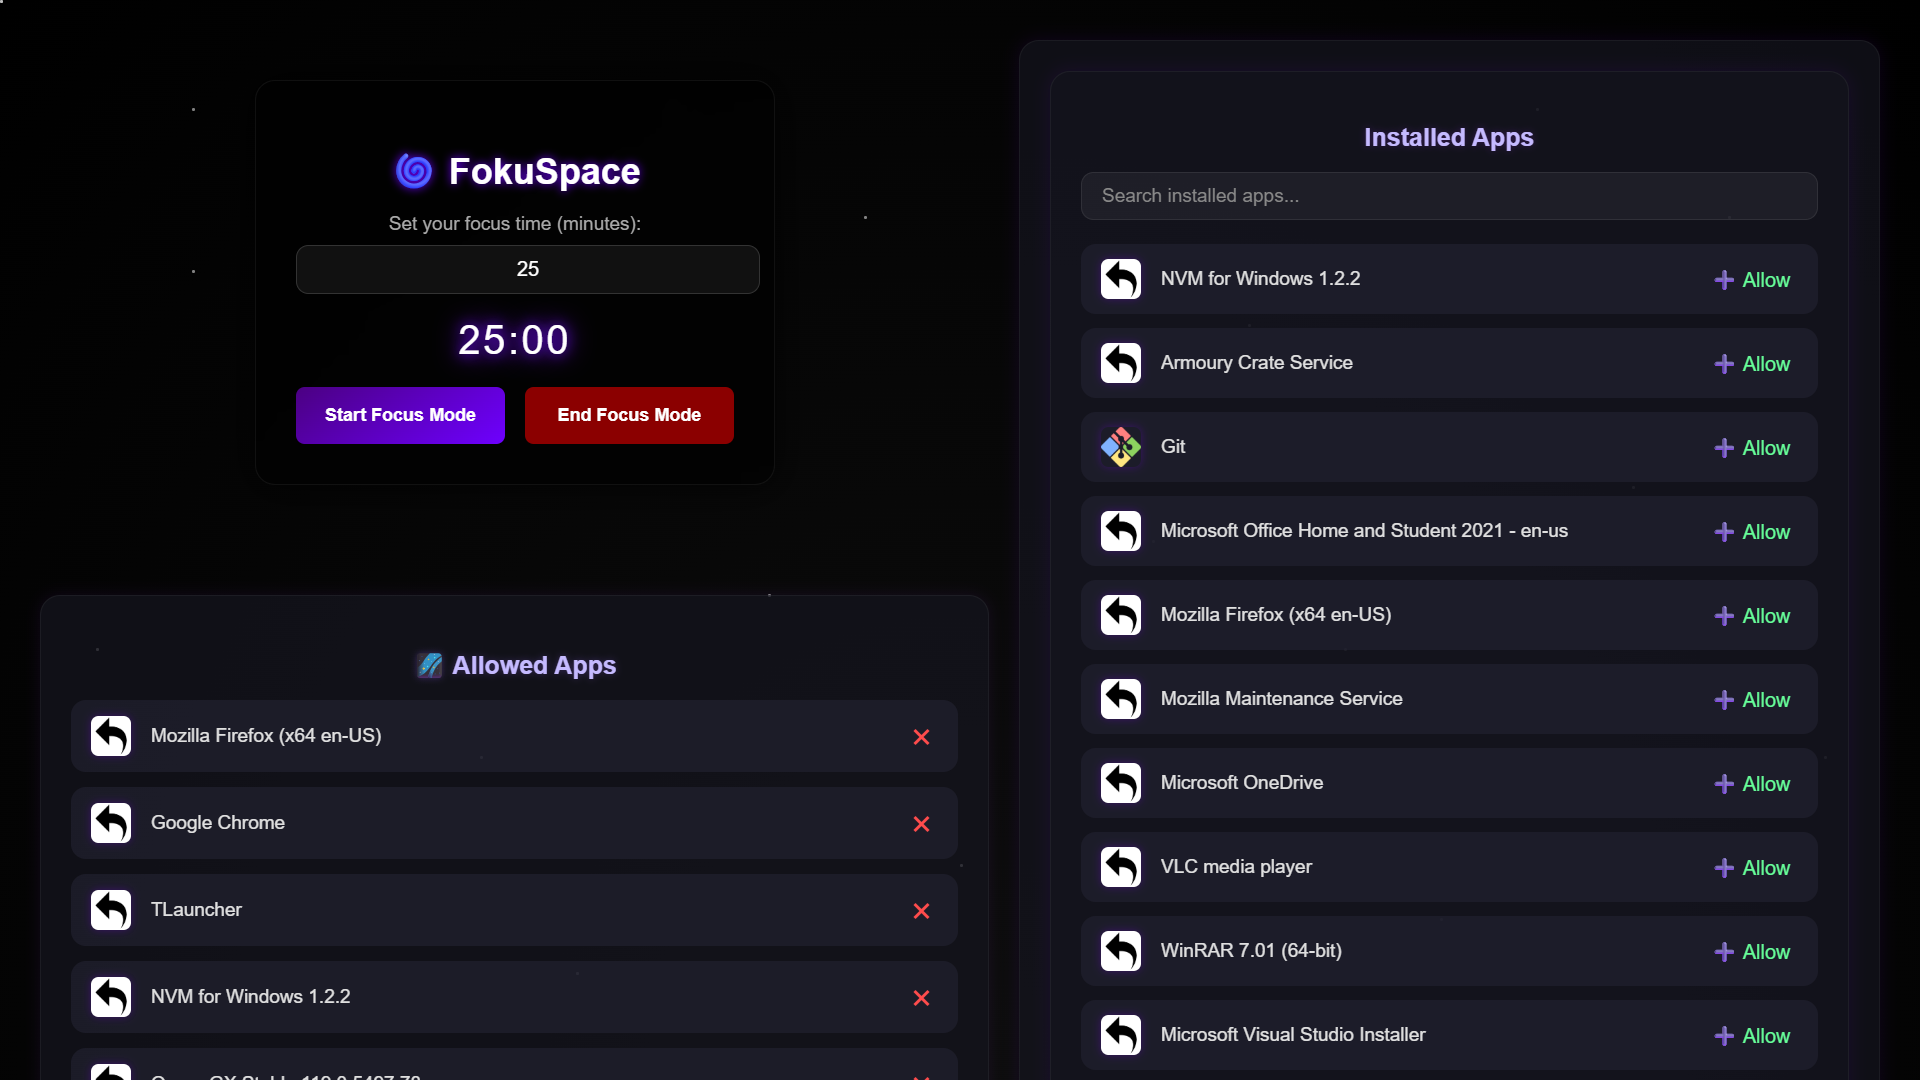 FokuSpace
Set your focus time (minutes):
25
25:00
Start Focus Mode
End Focus Mode
Allowed Apps
Mozilla Firefox (x64 en-US)
Google Chrome
TLauncher
NVM for Windows 1.2.2
Installed Apps
Search installed apps...
NVM for Windows 1.2.2
Allow
Armoury Crate Service
Allow
Git
Allow
Microsoft Office Home and Student 2021 - en-us
Allow
Mozilla Firefox (x64 en-US)
Allow
Mozilla Maintenance Service
Allow
Microsoft OneDrive
Allow
VLC media player
Allow
WinRAR 7.01 (64-bit)
Allow
Microsoft Visual Studio Installer
Allow